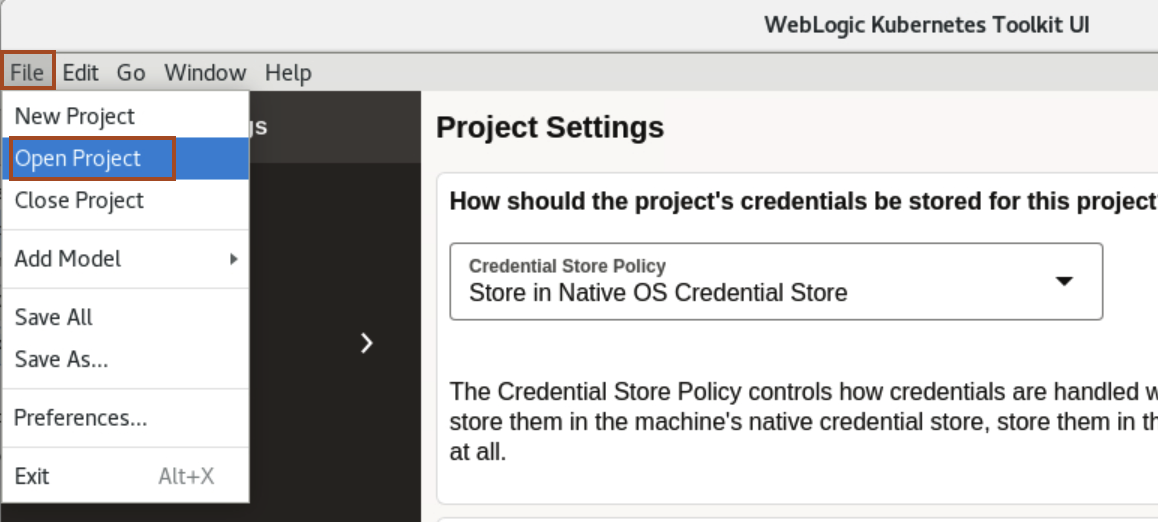 WebLogic Kubernetes Toolkit UI
File Edit Go Window Help
New Project
Open Project
Close Project
Add Model
Save All
Save As...
Preferences...
Exit Alt+X
Project Settings
How should the project's credentials be stored for this project
Credential Store Policy
Store in Native OS Credential Store
The Credential Store Policy controls how credentials are handled
store them in the machine's native credential store, store them in
at all.